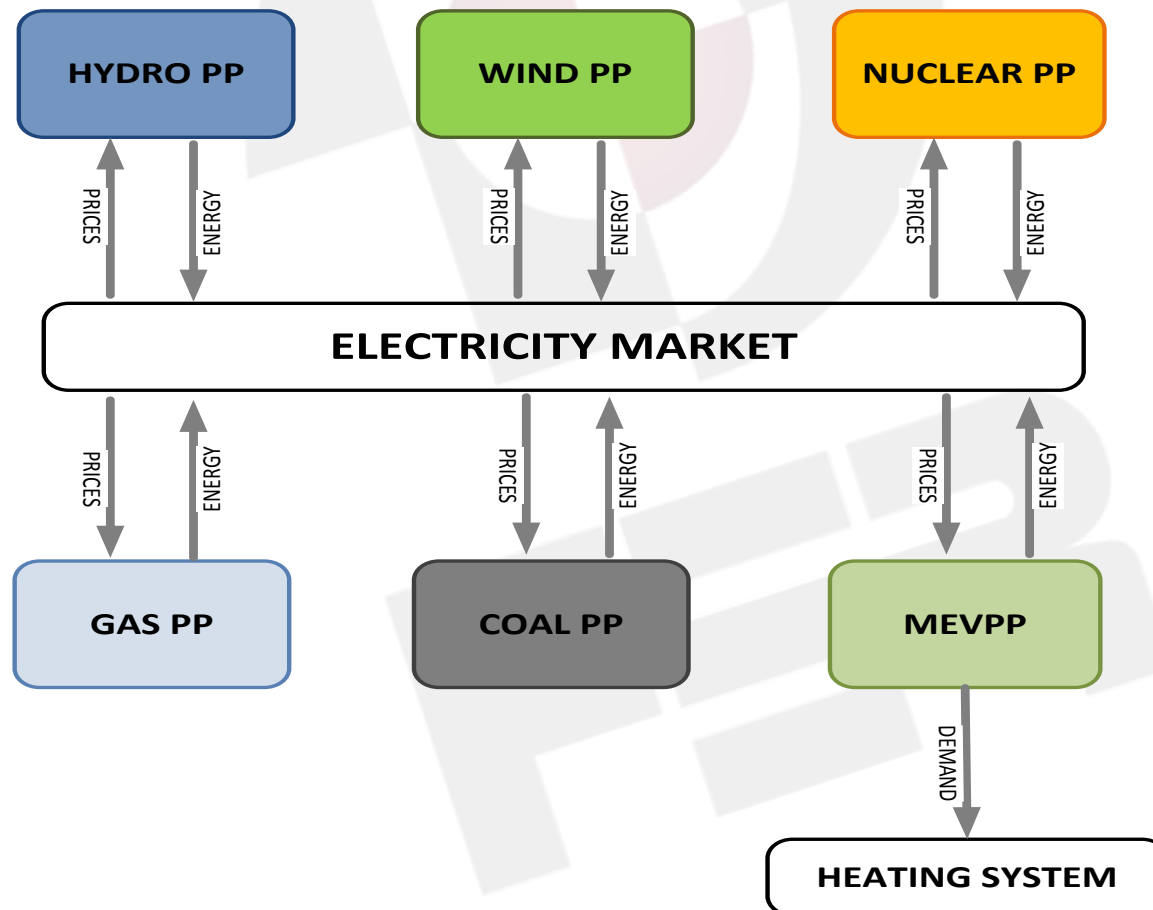 HYDRO PP
WIND PP
NUCLEAR PP
PRICES
ENERGY
PRICES
ENERGY
PRICES
ENERGY
ELECTRICITY MARKET
PRICES
ENERGY
PRICES
ENERGY
PRICES
ENERGY
GAS PP
COAL PP
MEVPP
DEMAND
HEATING SYSTEM